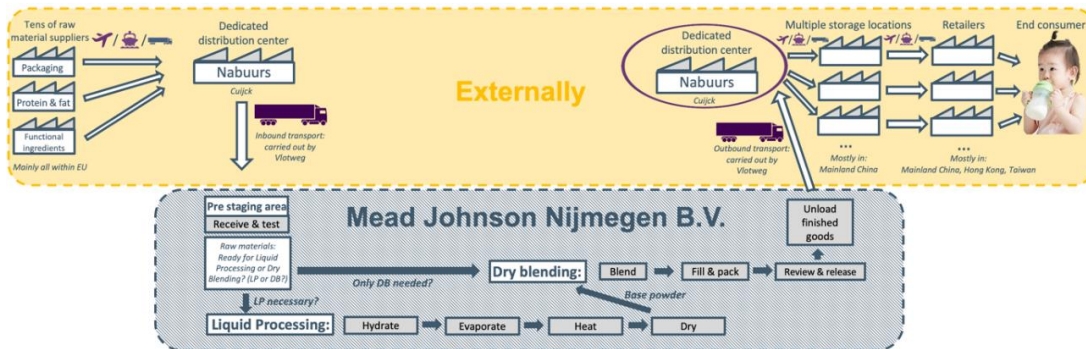 Tens of raw
material suppliers
Packaging
Protein & fat
Functional
ingredients
Mainly all within EU
Dedicated
distribution center
Nabuurs
Cuijck
Inbound transport:
carried out by
Vlotweg
Externally
Dedicated
distribution center
Nabuurs
Cuijck
Outbound transport:
carried out by
Vlotweg
Multiple storage locations
...
Mostly in:
Mainland China
Retailers
...
Mostly in:
Mainland China, Hong Kong, Taiwan
End consumer
Mead Johnson Nijmegen B.V.
Pre staging area
Receive & test
Raw materials:
Ready for Liquid
Processing or Dry
Blending? (LP or DB?)
Only DB needed?
LP necessary?
Dry blending:
Blend
Fill & pack
Review & release
Unload
finished
goods
Base powder
Liquid Processing:
Hydrate
Evaporate
Heat
Dry